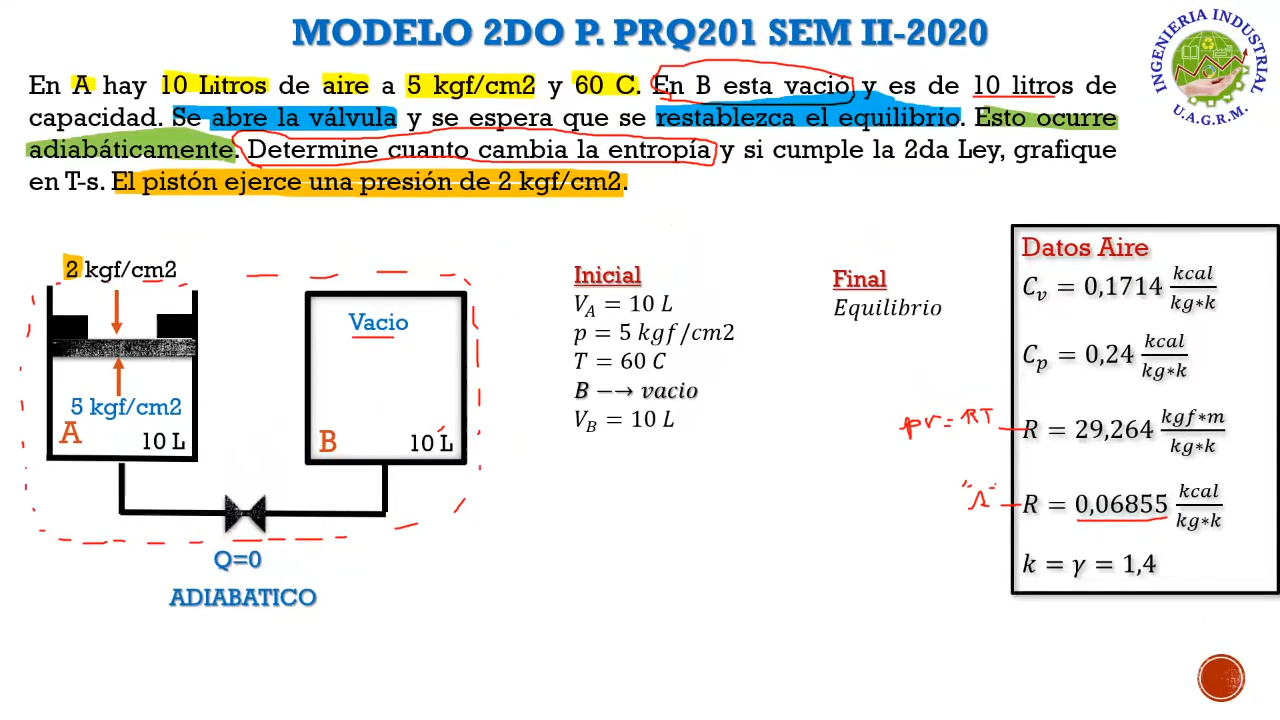 MODELO 2DO P. PRQ201 SEM II-2020
INGENIERIA INDUSTRIAL
U.A.G.R.M.
En A hay 10 Litros de aire a 5 kgf/cm2 y 60 C. En B esta vació y es de 10 litros de
capacidad. Se abre la válvula y se espera que se restablezca el equilibrio. Esto ocurre
adiabáticamente. Determine cuanto cambia la entropía y si cumple la 2da Ley, grafique
en T-s. El pistón ejerce una presión de 2 kgf/cm2.
2 kgf/cm2
5 kgf/cm2
A
10 L
Vacio
B
10 L
Q=0
ADIABATICO
Inicial
V_A = 10 L
p = 5 kgf/cm2
T = 60 C
B −→ vacio
V_B = 10 L
Final
Equilibrio
pv = RT
Datos Aire
C_v = 0,1714 kcal/kg∗k
C_p = 0,24 kcal/kg∗k
R = 29,264 kgf∗m/kg∗k
R = 0,06855 kcal/kg∗k
k = γ = 1,4